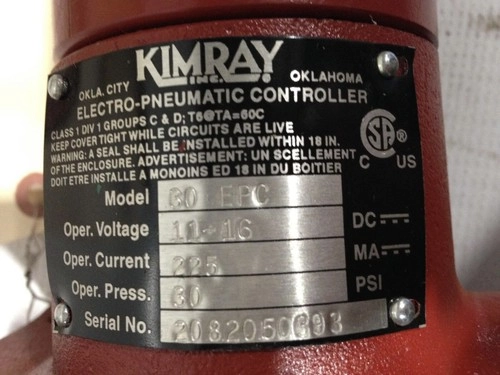 KIMRAY
INC.
OKLA. CITY OKLAHOMA
ELECTRO-PNEUMATIC CONTROLLER
CLASS 1 DIV 1 GROUPS C & D; T6@TA=60C
KEEP COVER TIGHT WHILE CIRCUITS ARE LIVE
WARNING: A SEAL SHALL BE INSTALLED WITHIN 18 IN.
OF THE ENCLOSURE. ADVERTISEMENT: UN SCELLEMENT
DOIT ETRE INSTALLE A MONOINS ED 18 IN DU BOITIER
C US
Model 30 EPC
Oper. Voltage 11-16 DC
Oper. Current 225 MA
Oper. Press. 30 PSI
Serial No.